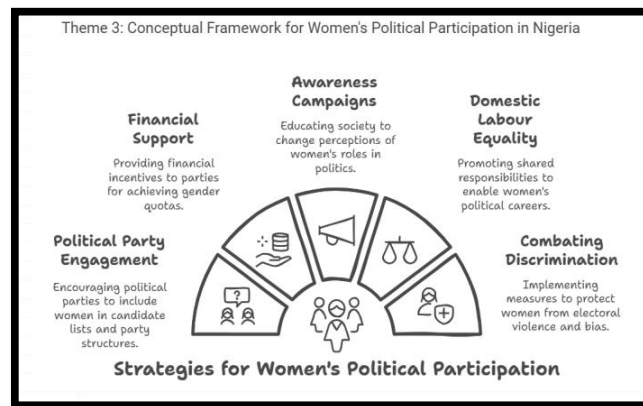 Theme 3: Conceptual Framework for Women's Political Participation in Nigeria
Awareness
Campaigns
Educating society to
change perceptions of
women's roles in
politics.
Financial
Support
Providing financial
incentives to parties
for achieving gender
quotas.
Domestic
Labour
Equality
Promoting shared
responsibilities to
enable women's
political careers.
Political Party
Engagement
Encouraging political
parties to include
women in candidate
lists and party
structures.
Combating
Discrimination
Implementing
measures to protect
women from electoral
violence and bias.
?
Strategies for Women's Political Participation